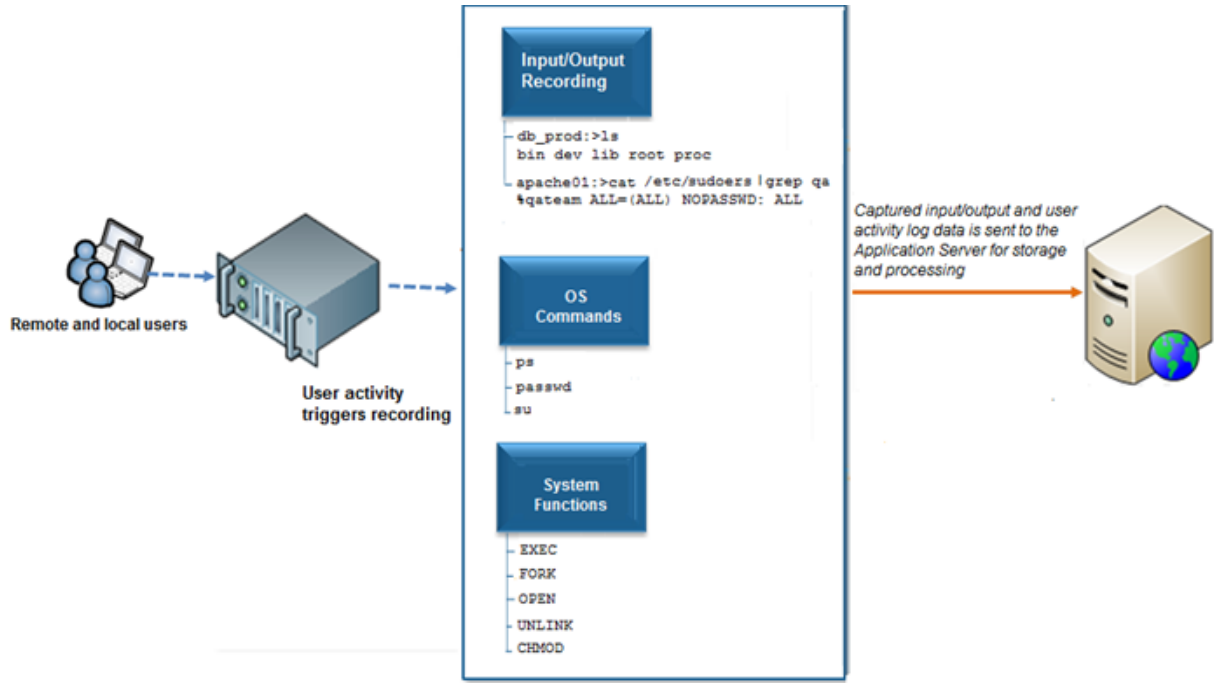 Remote and local users
User activity
triggers recording
Input/Output
Recording
db_prod:>ls
bin dev lib root proc
apache01:>cat /etc/sudoers|grep qa
%qateam ALL=(ALL) NOPASSWD: ALL
OS
Commands
ps
passwd
su
System
Functions
EXEC
FORK
OPEN
UNLINK
CHMOD
Captured input/output and user
activity log data is sent to the
Application Server for storage
and processing